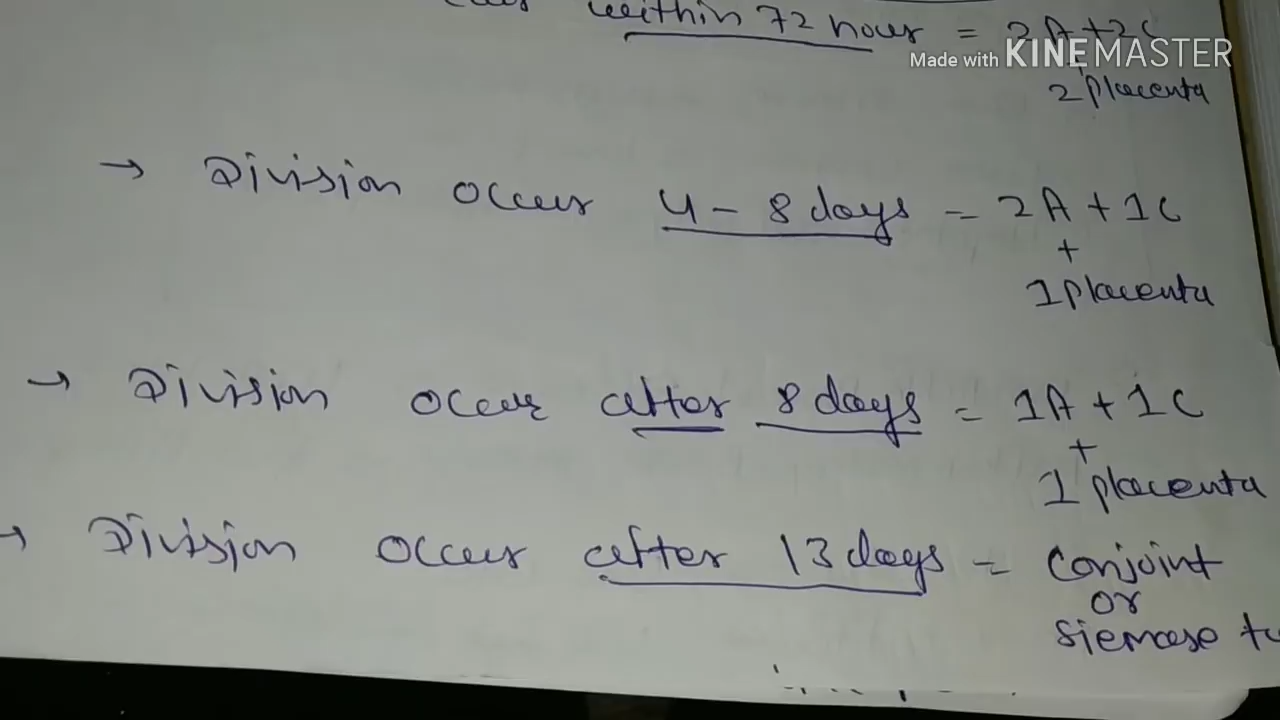 within 72 hour = 2A+2C
Made with KINEMASTER
2 placenta
→ Division occur 4-8 days = 2A+1C
+
1 placenta
→ Division occur after 8 days = 1A+1C
+
1 placenta
→ Division occur after 13 days = conjoint
or
siemese